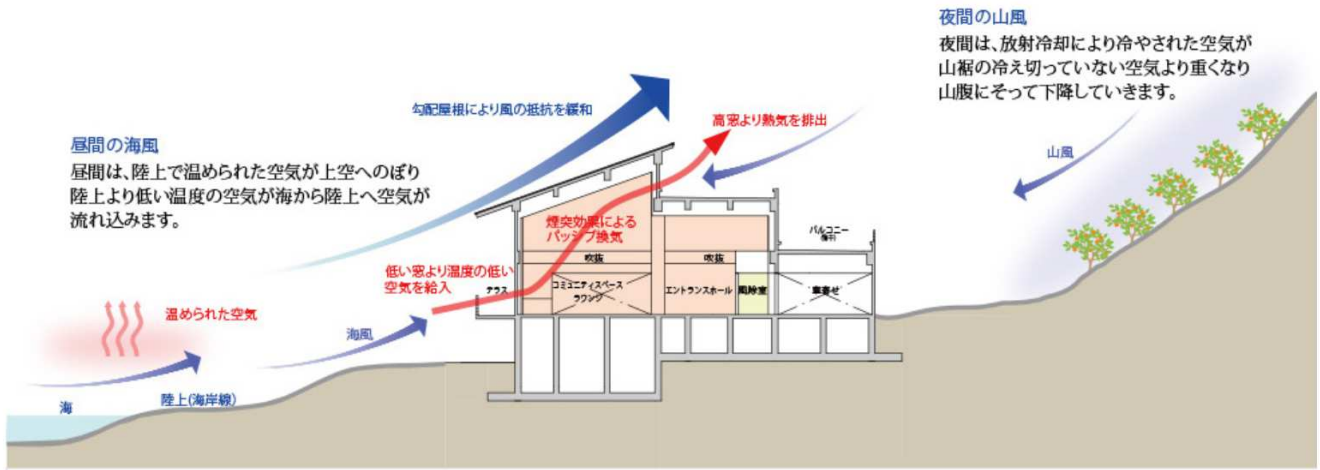 夜間の山風
夜間は、放射冷却により冷やされた空気が
山裾の冷え切っていない空気より重くなり
山腹にそって下降していきます。
勾配屋根により風の抵抗を緩和
高窓より熱気を排出
昼間の海風
昼間は、陸上で温められた空気が上空へのぼり
陸上より低い温度の空気が海から陸上へ空気が
流れ込みます。
山風
煙突効果による
パッシブ換気
バルコニー
吹抜
吹抜
低い窓より温度の低い
空気を給入
テラス
コミュニティスペース
ラウンジ
エントランスホール
風除室
車寄せ
温められた空気
海風
海
陸上(海岸線)